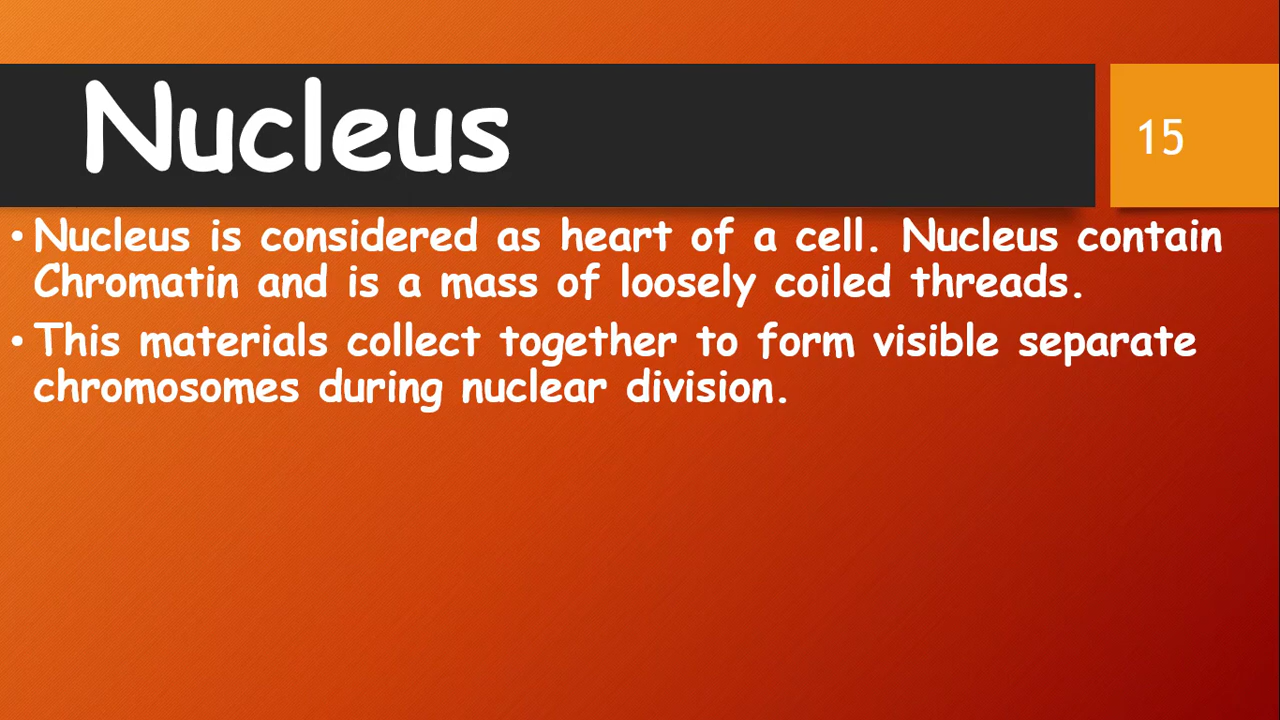 Nucleus
15
• Nucleus is considered as heart of a cell. Nucleus contain
Chromatin and is a mass of loosely coiled threads.
• This materials collect together to form visible separate
chromosomes during nuclear division.